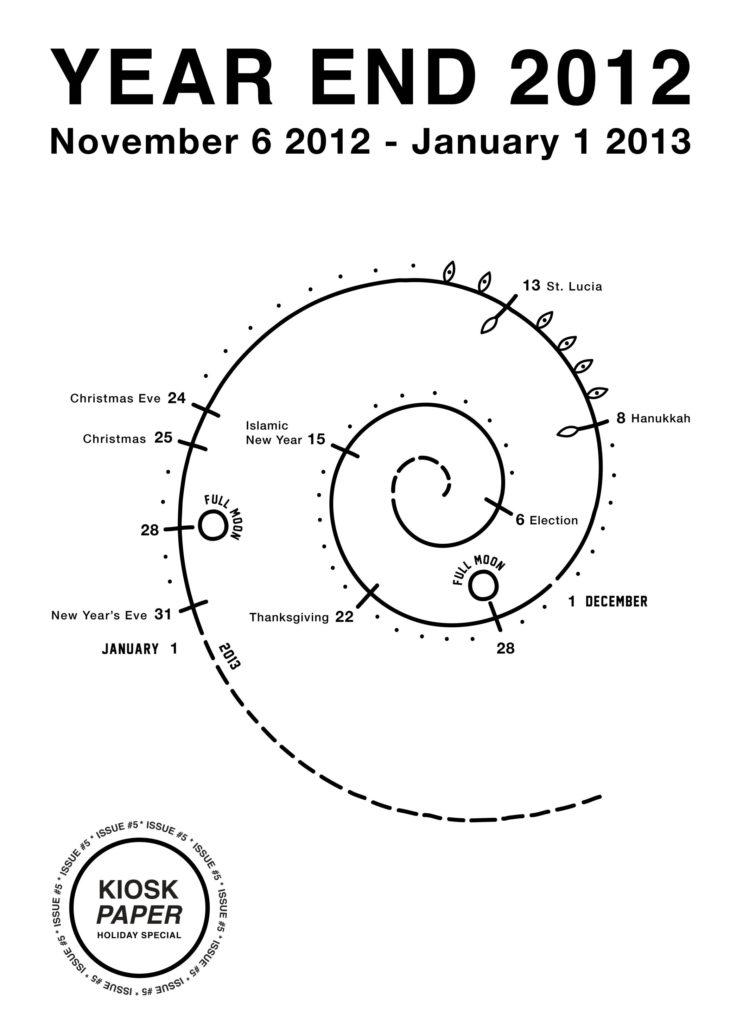 YEAR END 2012
November 6 2012 - January 1 2013
13 St. Lucia
Christmas Eve 24
8 Hanukkah
Islamic
New Year 15
Christmas 25
FULL MOON
28
6 Election
FULL MOON
1 DECEMBER
New Year's Eve 31
Thanksgiving 22
28
JANUARY 1
2013
ISSUE #5 * ISSUE #5 * ISSUE #5 * ISSUE #5 * ISSUE #5 * ISSUE #5 * ISSUE #5 * ISSUE #5 * ISSUE #5 * ISSUE #5 *
KIOSK
PAPER
HOLIDAY SPECIAL